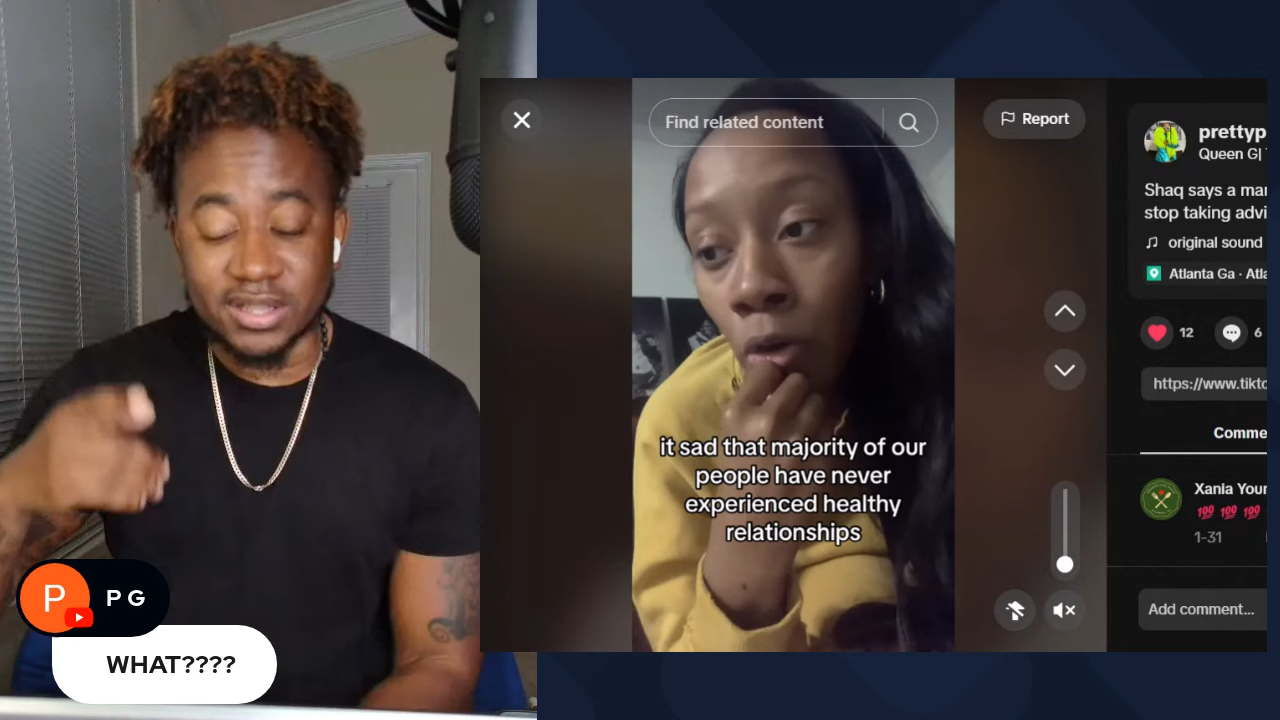 Find related content
Report
prettyp
Queen G|
Shaq says a mar
stop taking advi
original sound
Atlanta Ga · Atla
12
6
https://www.tikto
Comme
it sad that majority of our
people have never
experienced healthy
relationships
Xania Your
💯 💯 💯
1-31
Add comment...
P
P G
WHAT????